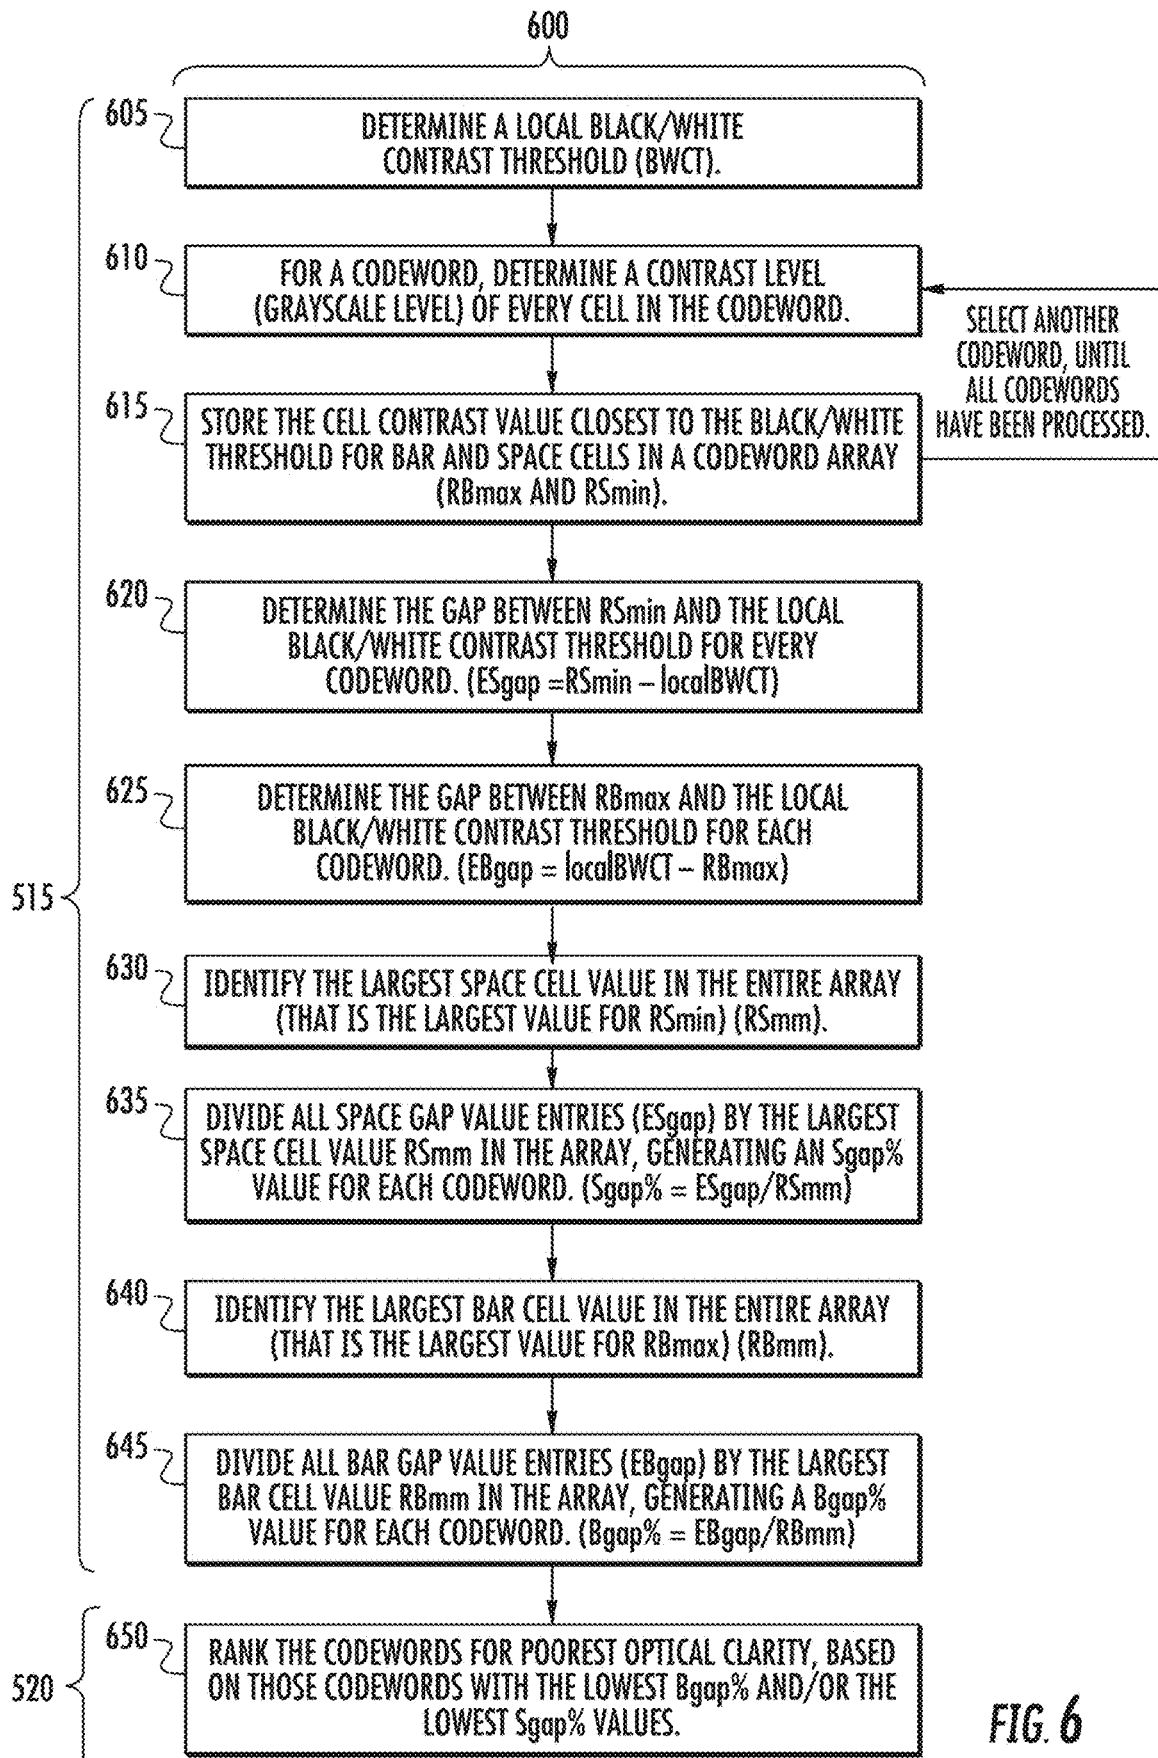 600
605
DETERMINE A LOCAL BLACK/WHITE
CONTRAST THRESHOLD (BWCT).
610
FOR A CODEWORD, DETERMINE A CONTRAST LEVEL
(GRAYSCALE LEVEL) OF EVERY CELL IN THE CODEWORD.
SELECT ANOTHER
CODEWORD, UNTIL
ALL CODEWORDS
HAVE BEEN PROCESSED.
615
STORE THE CELL CONTRAST VALUE CLOSEST TO THE BLACK/WHITE
THRESHOLD FOR BAR AND SPACE CELLS IN A CODEWORD ARRAY
(RBmax AND RSmin).
620
DETERMINE THE GAP BETWEEN RSmin AND THE LOCAL
BLACK/WHITE CONTRAST THRESHOLD FOR EVERY
CODEWORD. (ESgap =RSmin – localBWCT)
625
DETERMINE THE GAP BETWEEN RBmax AND THE LOCAL
BLACK/WHITE CONTRAST THRESHOLD FOR EACH
CODEWORD. (EBgap = localBWCT – RBmax)
515
630
IDENTIFY THE LARGEST SPACE CELL VALUE IN THE ENTIRE ARRAY
(THAT IS THE LARGEST VALUE FOR RSmin) (RSmm).
635
DIVIDE ALL SPACE GAP VALUE ENTRIES (ESgap) BY THE LARGEST
SPACE CELL VALUE RSmm IN THE ARRAY, GENERATING AN Sgap%
VALUE FOR EACH CODEWORD. (Sgap% = ESgap/RSmm)
640
IDENTIFY THE LARGEST BAR CELL VALUE IN THE ENTIRE ARRAY
(THAT IS THE LARGEST VALUE FOR RBmax) (RBmm).
645
DIVIDE ALL BAR GAP VALUE ENTRIES (EBgap) BY THE LARGEST
BAR CELL VALUE RBmm IN THE ARRAY, GENERATING A Bgap%
VALUE FOR EACH CODEWORD. (Bgap% = EBgap/RBmm)
650
RANK THE CODEWORDS FOR POOREST OPTICAL CLARITY, BASED
ON THOSE CODEWORDS WITH THE LOWEST Bgap% AND/OR THE
LOWEST Sgap% VALUES.
520
FIG. 6